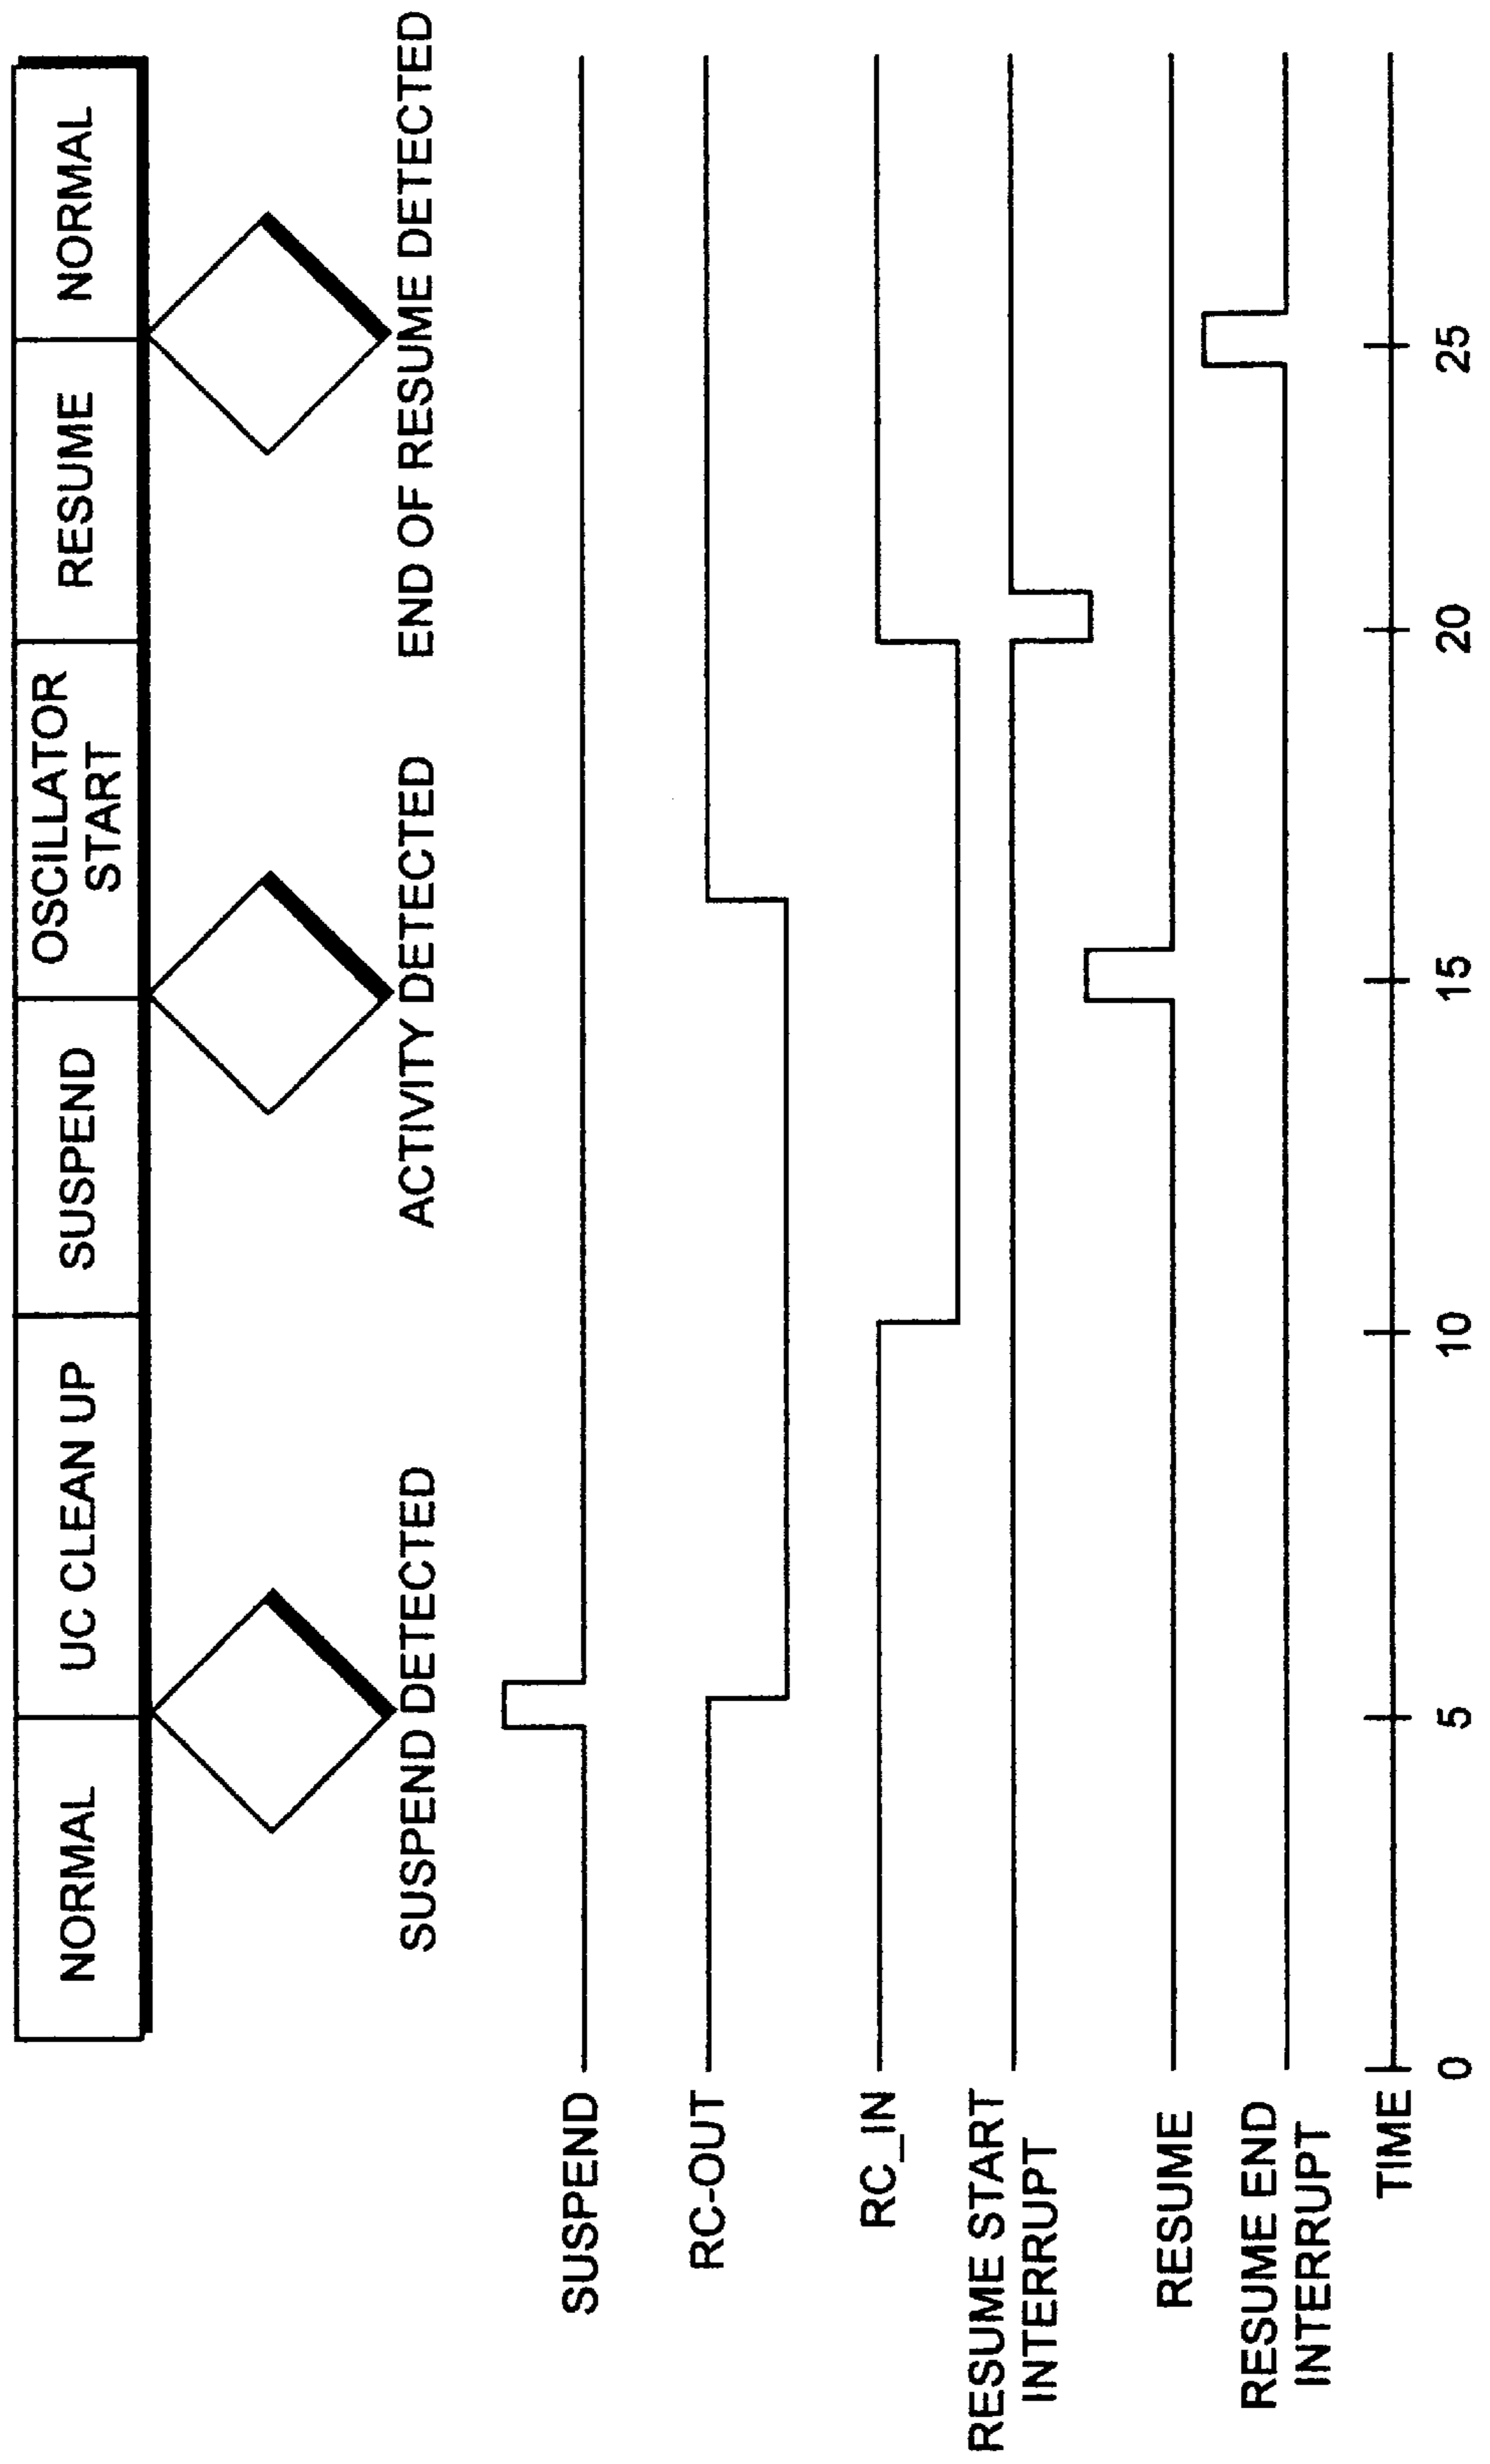 NORMAL
UC CLEAN UP
SUSPEND
OSCILLATOR
START
RESUME
NORMAL
SUSPEND DETECTED
ACTIVITY DETECTED
END OF RESUME DETECTED
SUSPEND
RC-OUT
RC_IN
RESUME START
INTERRUPT
RESUME
RESUME END
INTERRUPT
TIME
0
5
10
15
20
25